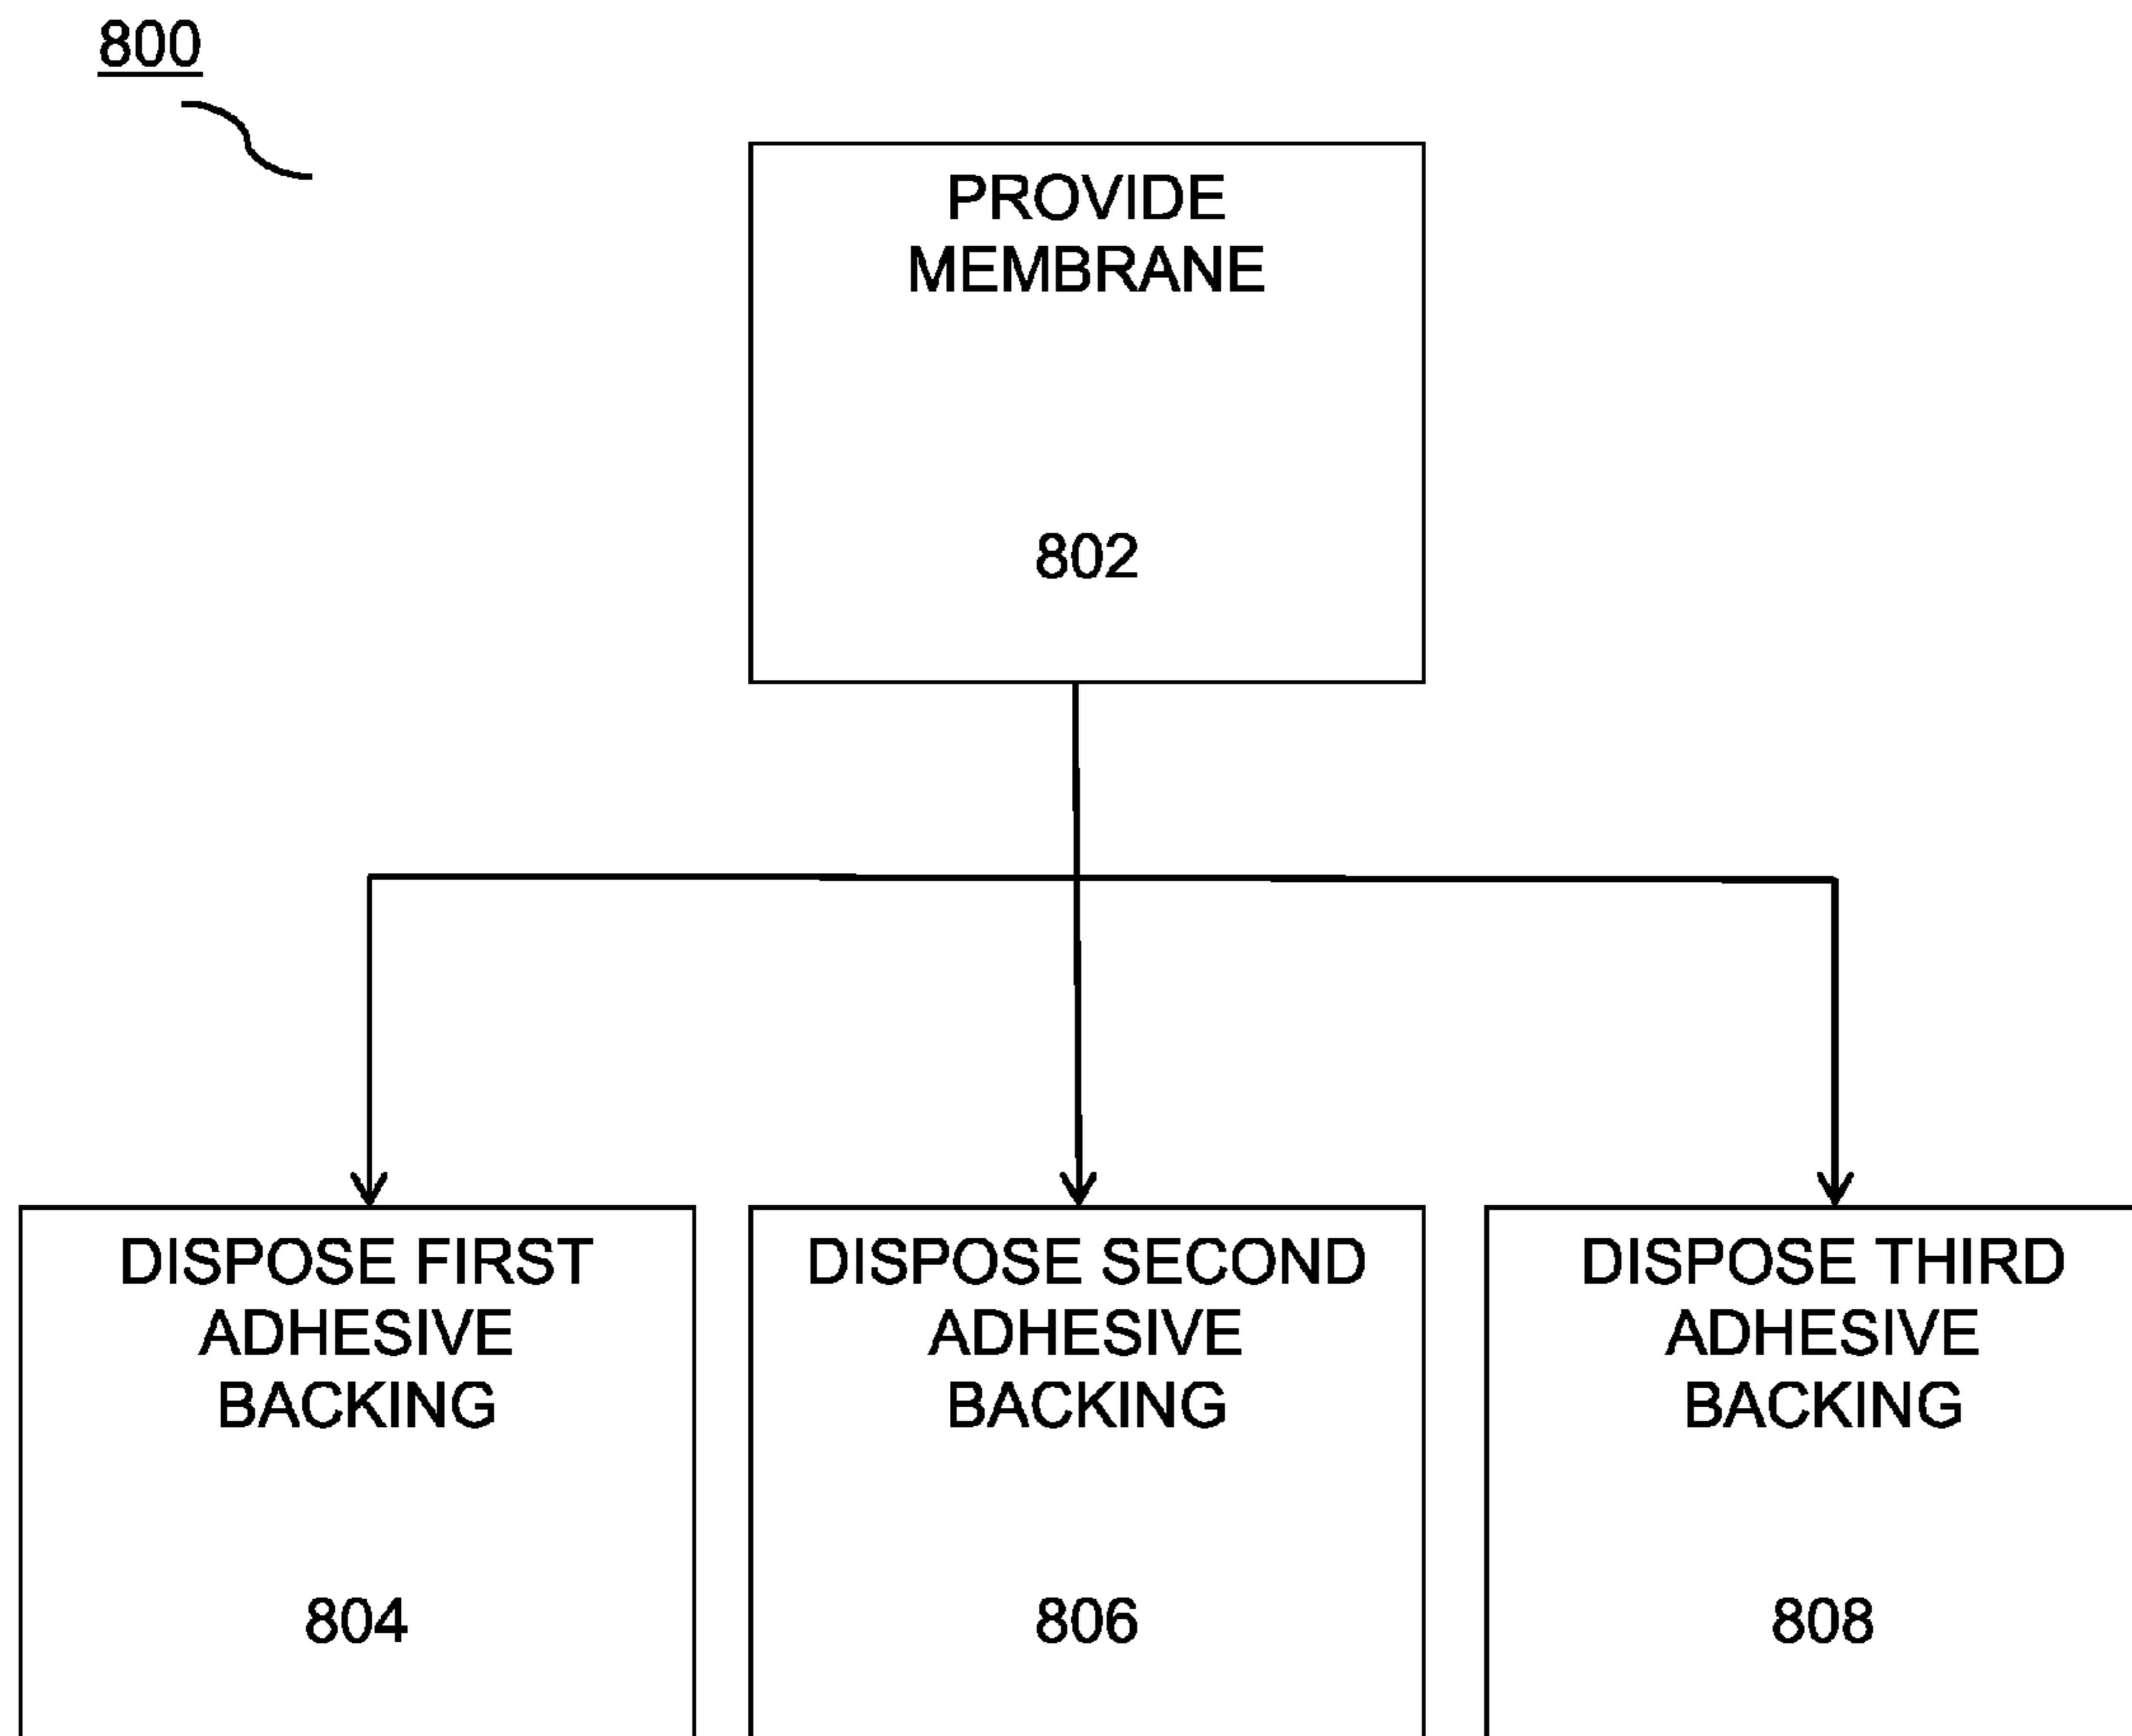 800
PROVIDE
MEMBRANE
802
DISPOSE FIRST
ADHESIVE
BACKING
804
DISPOSE SECOND
ADHESIVE
BACKING
806
DISPOSE THIRD
ADHESIVE
BACKING
808